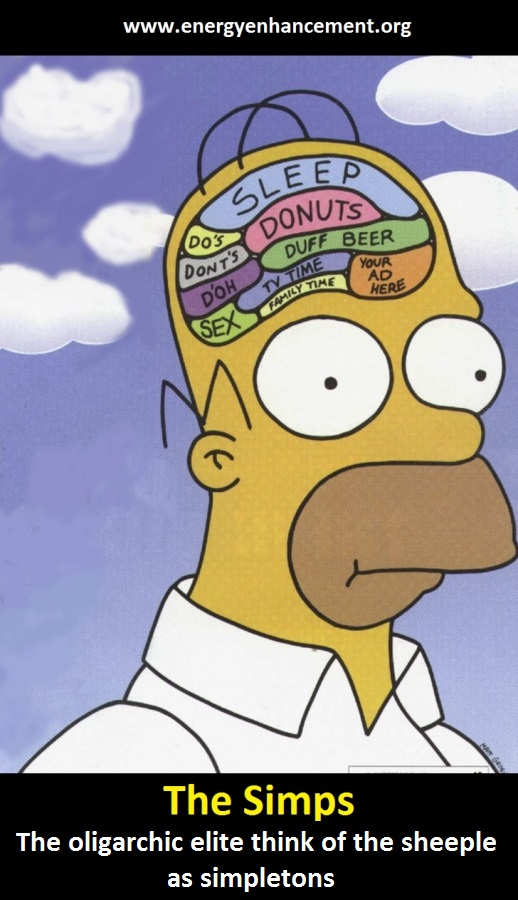 www.energyenhancement.org
SLEEP
DONUTS
DO'S
DUFF BEER
DON'T'S
TV TIME
YOUR
AD
HERE
D'OH
FAMILY TIME
SEX
The Simps
The oligarchic elite think of the sheeple
as simpletons